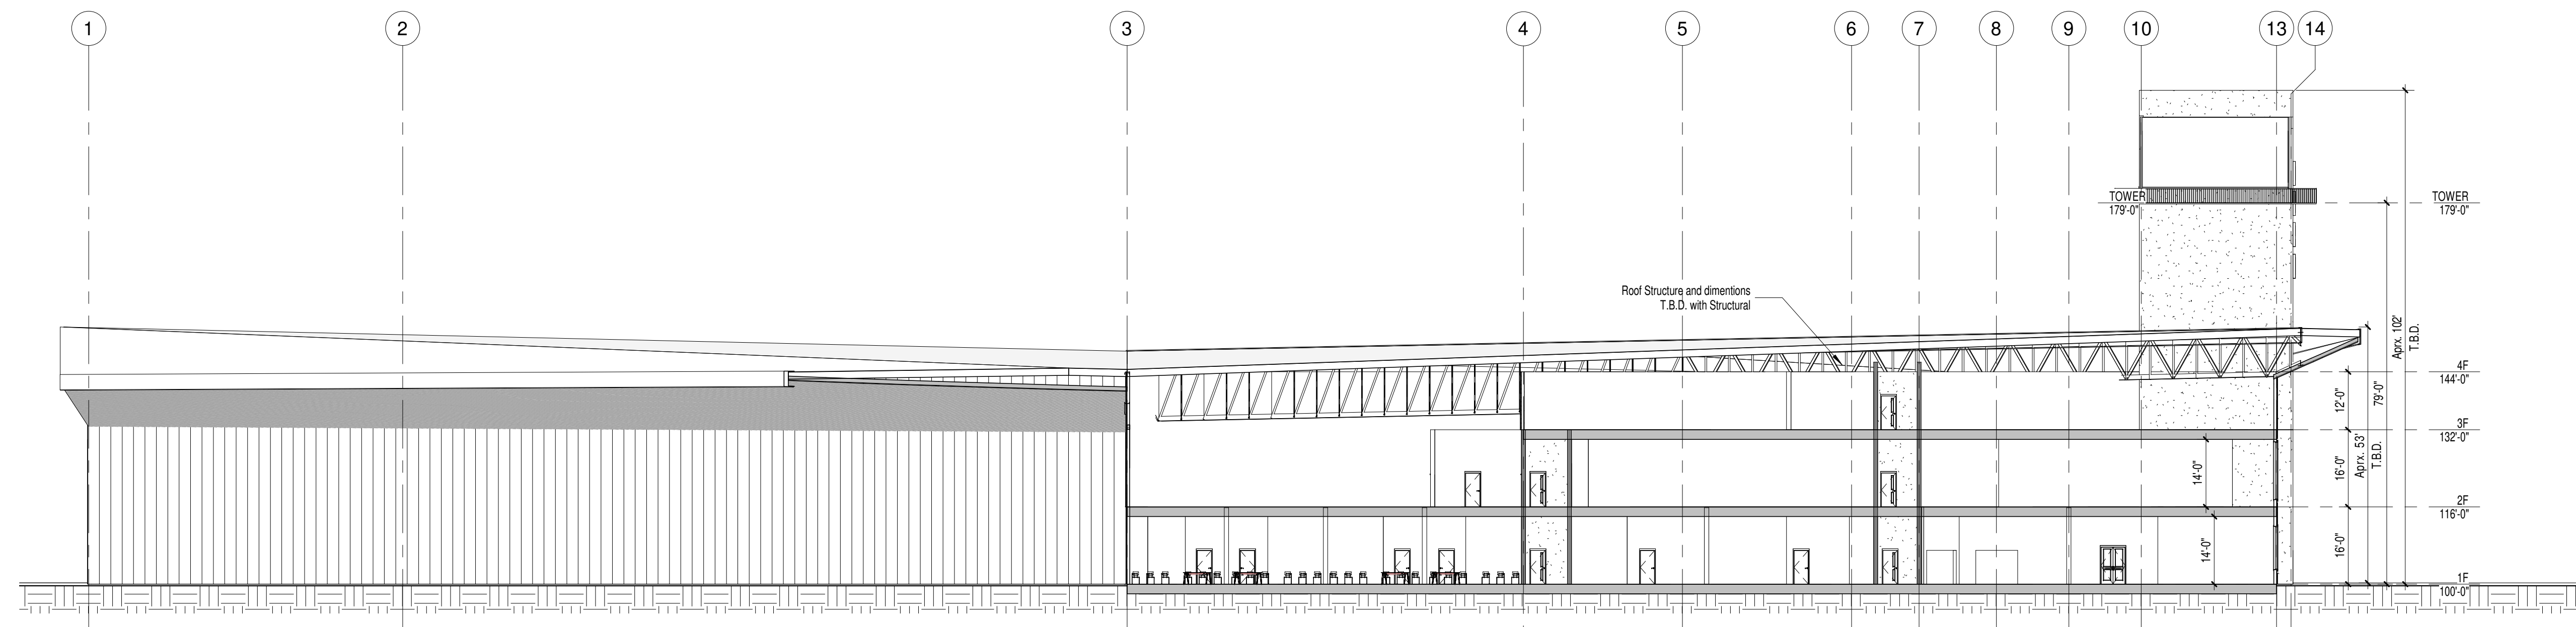 1 2 3 4 5 6 7 8 9 10 13 14
TOWER
179'-0"
TOWER
179'-0"
Roof Structure and dimentions
T.B.D. with Structural
Aprx. 102'
T.B.D.
79'-0"
Aprx. 53'
T.B.D.
4F
144'-0"
12'-0"
3F
132'-0"
16'-0"
14'-0"
2F
116'-0"
16'-0"
14'-0"
1F
100'-0"